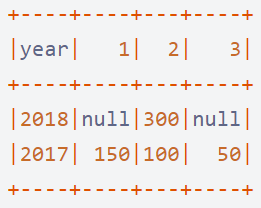 +----+----+---+----+
|year|   1|  2|   3|
+----+----+---+----+
|2018|null|300|null|
|2017| 150|100|  50|
+----+----+---+----+